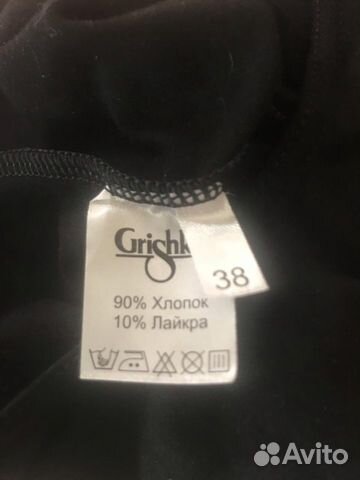 Grishk
38
90% Хлопок
10% Лайкра
Avito